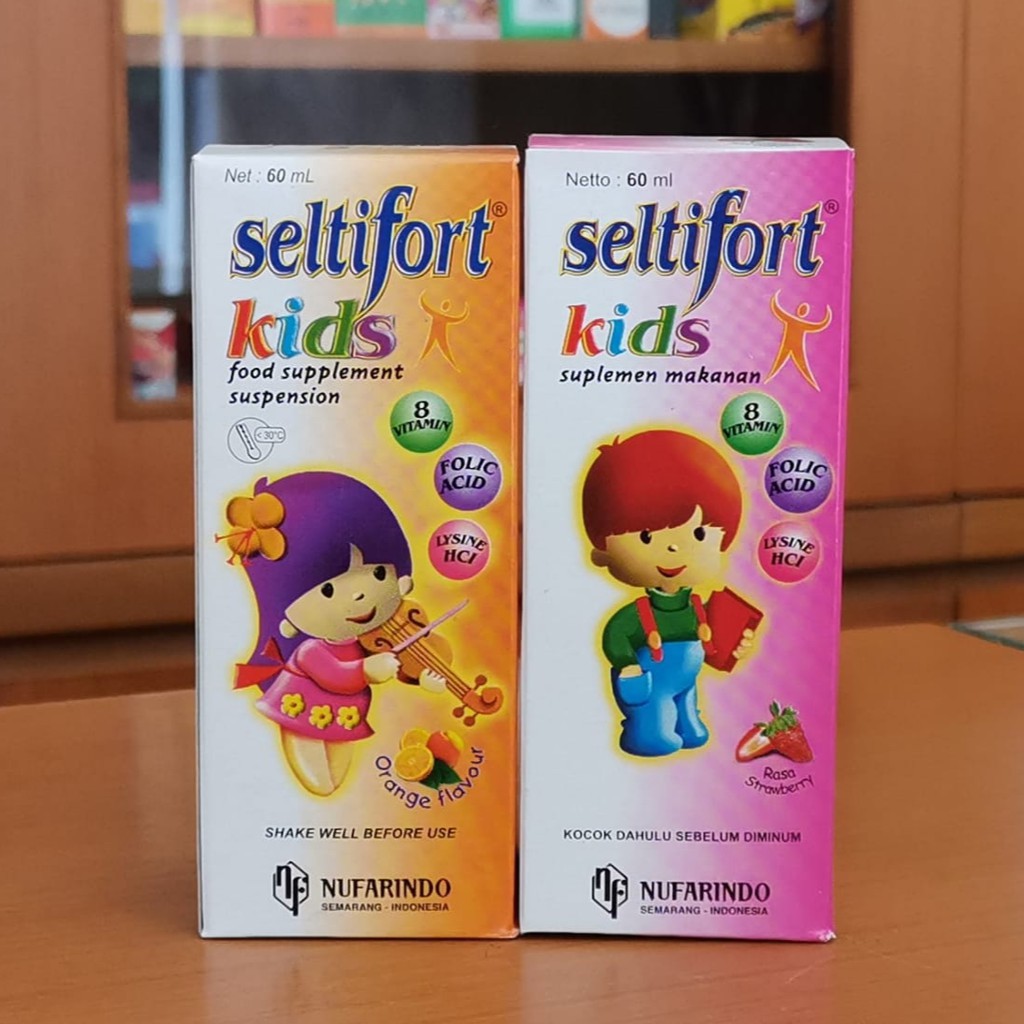 Net : 60 mL
seltifort®
kids
food supplement
suspension
< 30°C
8
VITAMIN
FOLIC
ACID
LYSINE
HCl
Orange flavour
SHAKE WELL BEFORE USE
nf NUFARINDO
SEMARANG - INDONESIA
Netto : 60 ml
seltifort®
kids
suplemen makanan
8
VITAMIN
FOLIC
ACID
LYSINE
HCl
Rasa
Strawberry
KOCOK DAHULU SEBELUM DIMINUM
nf NUFARINDO
SEMARANG - INDONESIA